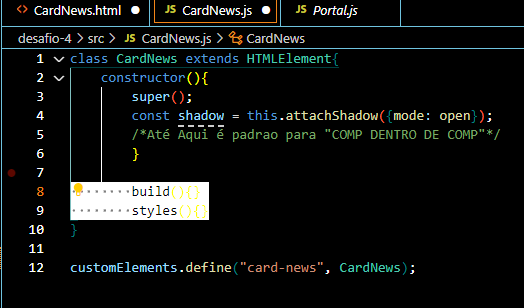 <> CardNews.html
JS CardNews.js
JS Portal.js
desafio-4 > src > JS CardNews.js > CardNews
1 class CardNews extends HTMLElement{
2 constructor(){
3 super();
4 const shadow = this.attachShadow({mode: open});
5 /*Até Aqui é padrao para "COMP DENTRO DE COMP"*/
6 }
7
8 build(){}
9 styles(){}
10 }
11
12 customElements.define("card-news", CardNews);